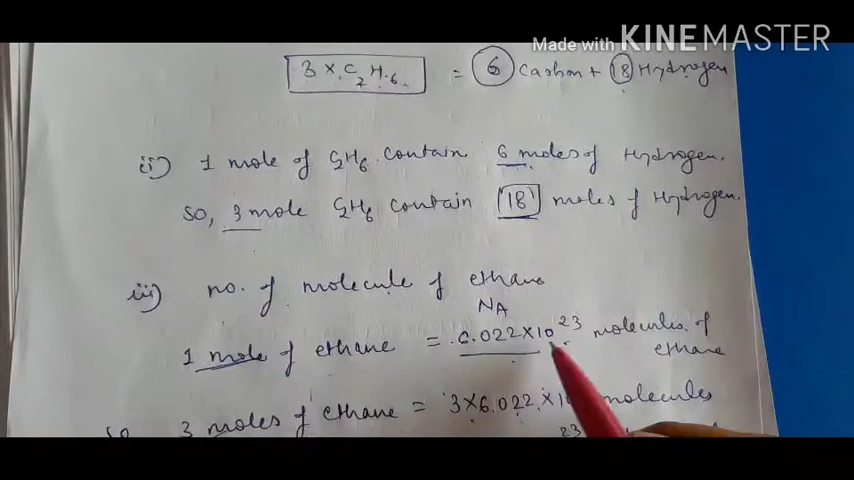 Made with KINEMASTER
3 × C2H6 = 6 Carbon + 18 Hydrogen
ii) 1 mole of C2H6 contain 6 moles of Hydrogen.
so, 3 mole C2H6 contain 18 moles of Hydrogen.
iii) no. of molecule of ethane
NA
1 mole of ethane = 6.022×10^23 molecules of
ethane
So 3 moles of ethane = 3×6.022×10 molecules
23